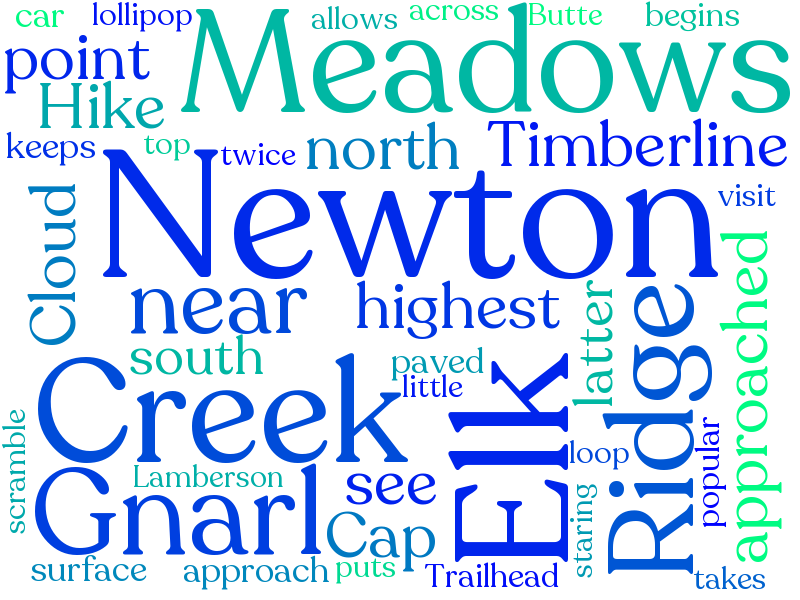 car
lollipop
allows
across
Butte
begins
point
Meadows
Hike
keeps
top
twice
north
Timberline
Newton
visit
Cloud
near
highest
latter
Ridge
approached
south
paved
little
Creek
Elk
scramble
Lamberson
see
loop
popular
Gnarl
Cap
staring
surface
approach
puts
Trailhead
takes